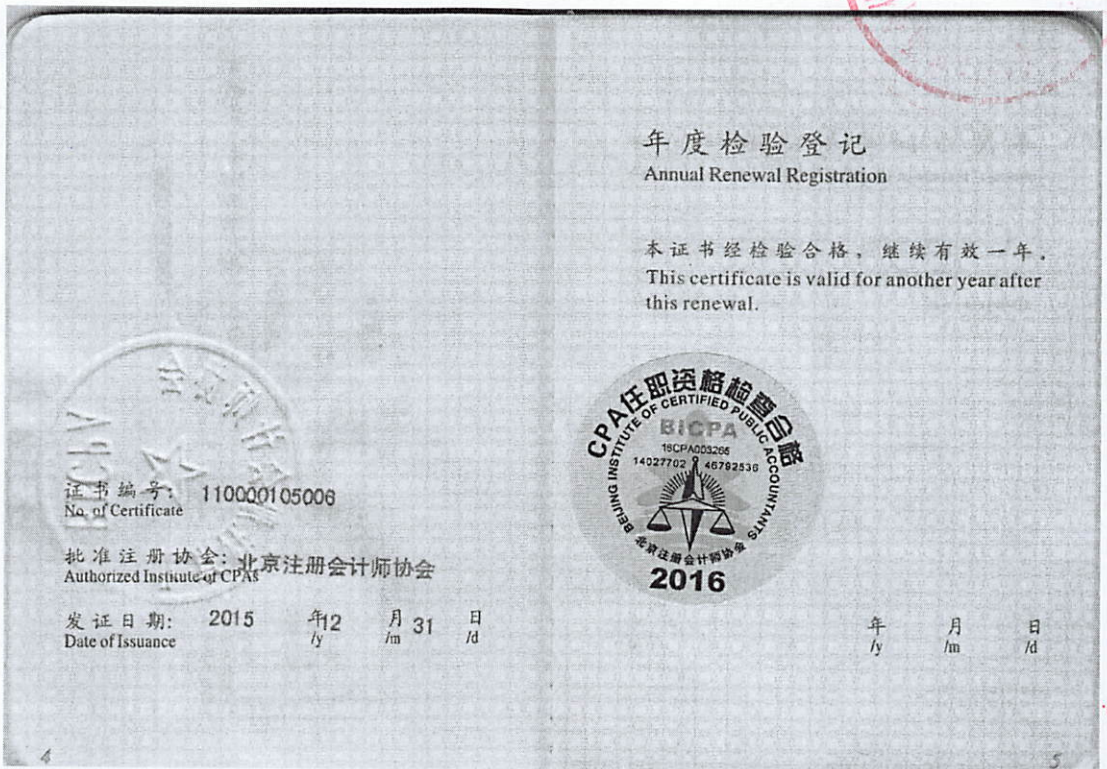 证书编号: 110000105006
No. of Certificate
批准注册协会: 北京注册会计师协会
Authorized Institute of CPAs
发证日期: 2015 年12 月31 日
Date of Issuance /y /m /d
4
年度检验登记
Annual Renewal Registration
本证书经检验合格，继续有效一年。
This certificate is valid for another year after
this renewal.
CPA任职资格检查合格
BEIJING INSTITUTE OF CERTIFIED PUBLIC ACCOUNTANTS
BICPA
16CPA003265
14027702 46792536
北京注册会计师协会
2016
年 月 日
/y /m /d
5